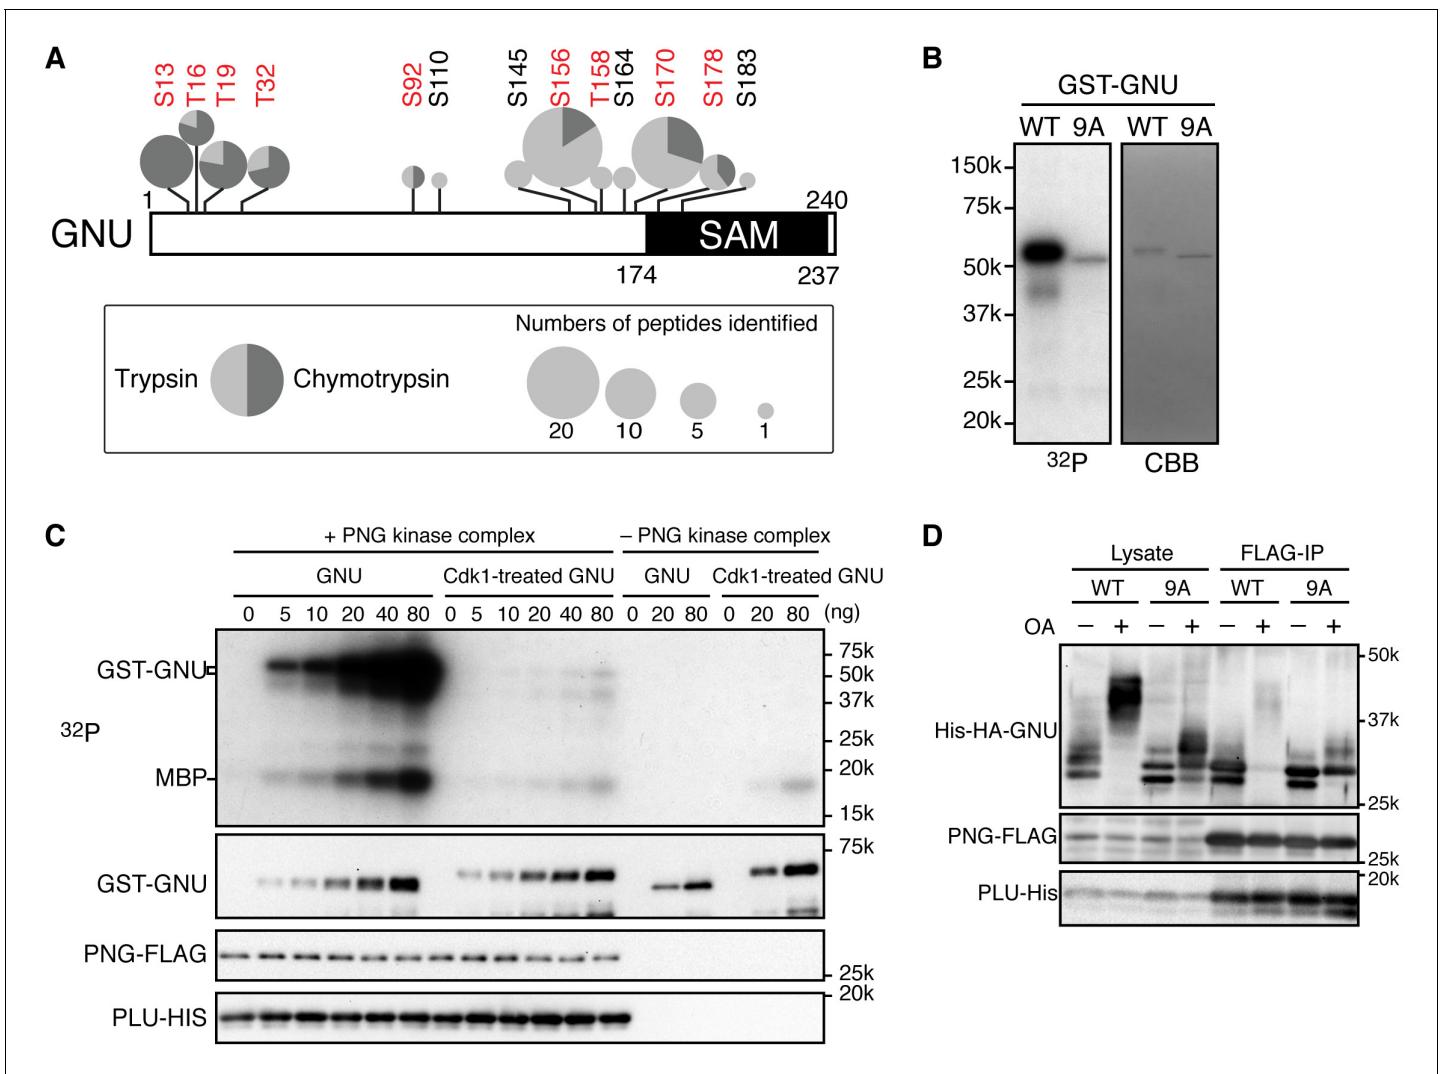 A
S13 T16 T19 T32 S92 S110 S145 S156 T158 S164 S170 S178 S183
1 240
GNU SAM
174 237
Numbers of peptides identified
Trypsin Chymotrypsin
20 10 5 1
B
GST-GNU
WT 9A WT 9A
150k
75k
50k
37k
25k
20k
32P CBB
C
+ PNG kinase complex – PNG kinase complex
GNU Cdk1-treated GNU GNU Cdk1-treated GNU
0 5 10 20 40 80 0 5 10 20 40 80 0 20 80 0 20 80 (ng)
75k
GST-GNU 50k
37k
32P
25k
MBP 20k
15k
75k
GST-GNU
PNG-FLAG
25k
20k
PLU-HIS
D
Lysate FLAG-IP
WT 9A WT 9A
OA – + – + – + – +
50k
37k
His-HA-GNU
25k
PNG-FLAG
25k
20k
PLU-His